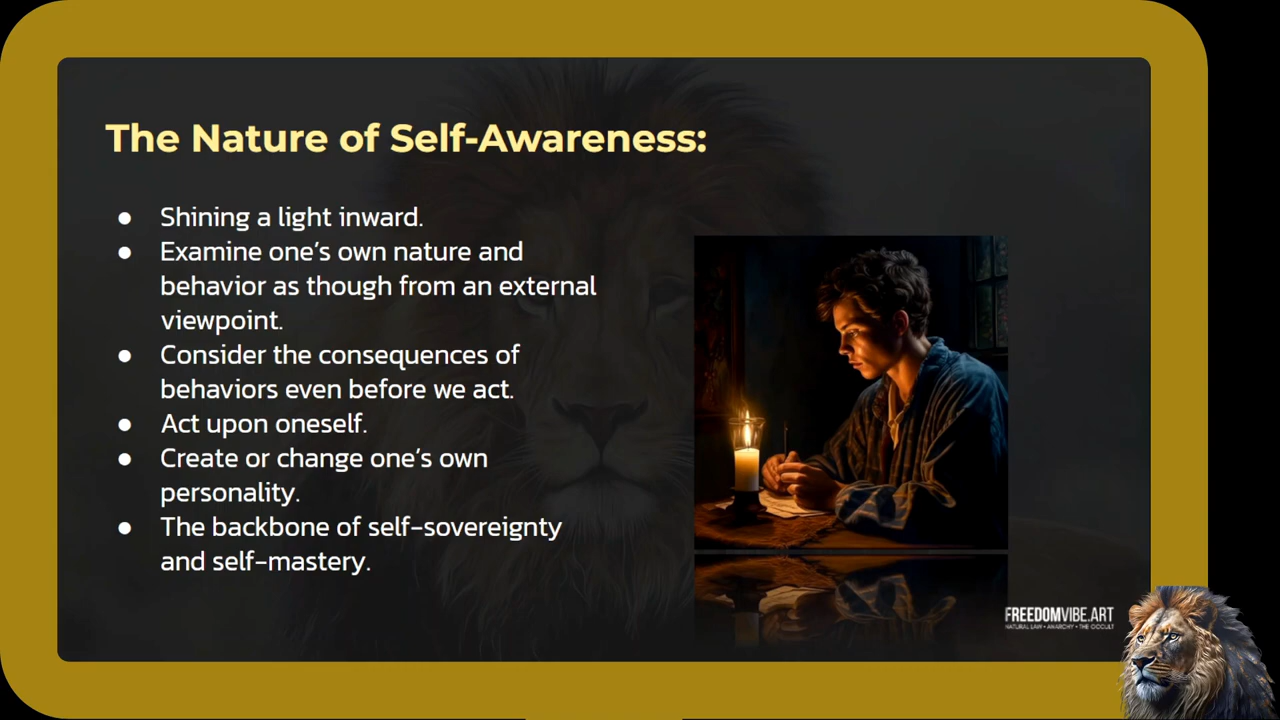 The Nature of Self-Awareness:
● Shining a light inward.
● Examine one's own nature and
behavior as though from an external
viewpoint.
● Consider the consequences of
behaviors even before we act.
● Act upon oneself.
● Create or change one's own
personality.
● The backbone of self-sovereignty
and self-mastery.
FREEDOMVIBE.ART
NATURAL LAW • ANARCHY • THE OCCULT